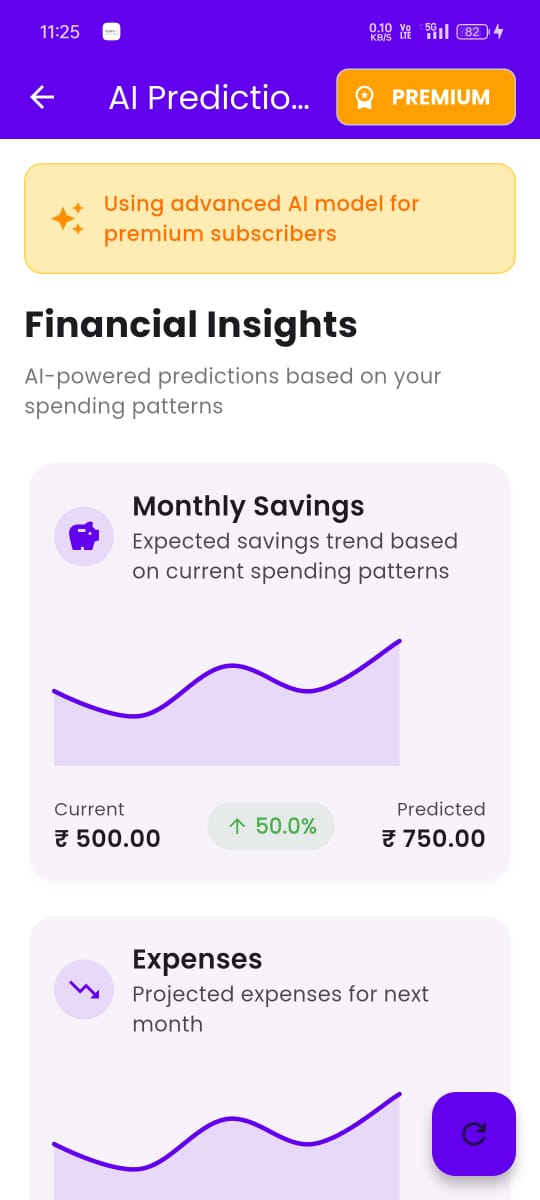 11:25
0.10 KB/S Vo LTE 5G 82
AI Predictio...
PREMIUM
Using advanced AI model for
premium subscribers
Financial Insights
AI-powered predictions based on your
spending patterns
Monthly Savings
Expected savings trend based
on current spending patterns
Current
Predicted
₹ 500.00
↑ 50.0%
₹ 750.00
Expenses
Projected expenses for next
month